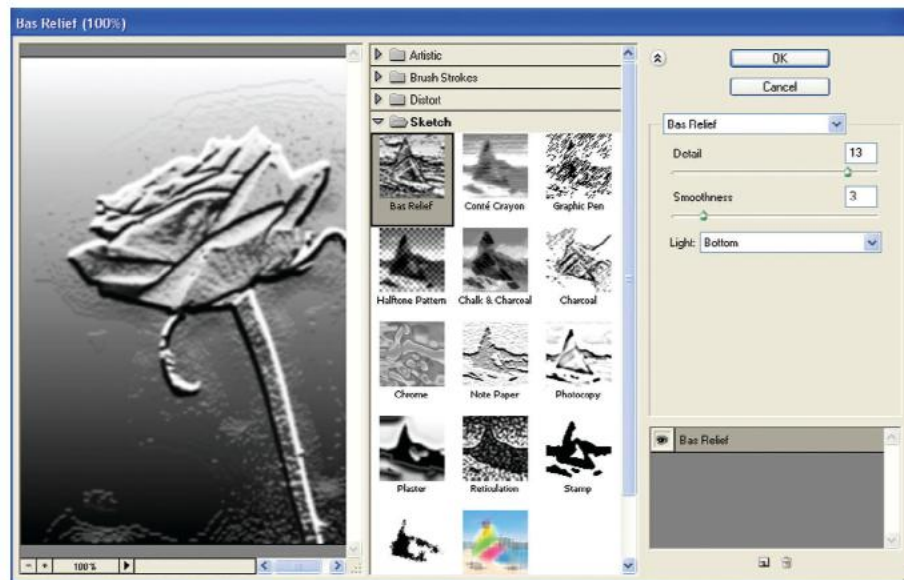 Bas Relief (100%)
Artistic
Brush Strokes
Distort
Sketch
Bas Relief
Conté Crayon
Graphic Pen
Halftone Pattern
Chalk & Charcoal
Charcoal
Chrome
Note Paper
Photocopy
Plaster
Reticulation
Stamp
100%
OK
Cancel
Bas Relief
Detail 13
Smoothness 3
Light: Bottom
Bas Relief